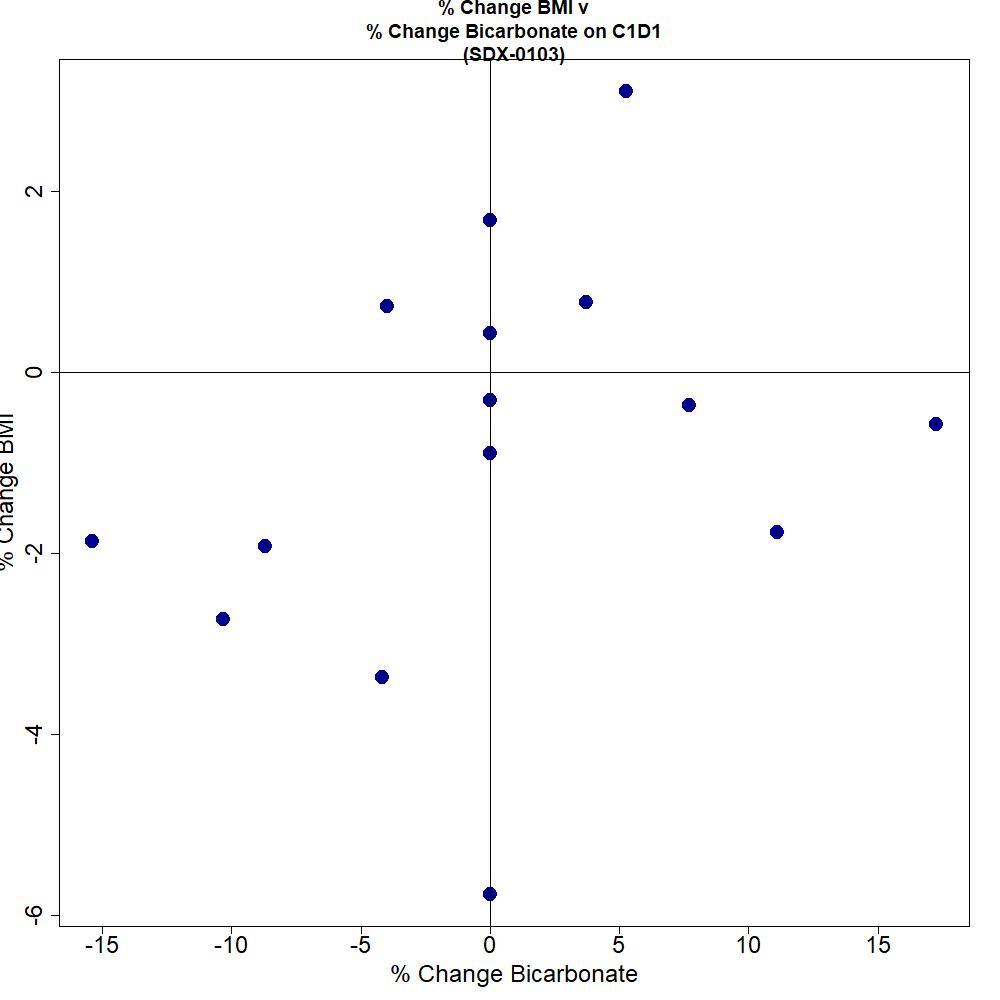 % Change BMI v
% Change Bicarbonate on C1D1
(SDX-0103)
% Change BMI
2
0
-2
-4
-6
-15
-10
-5
0
5
10
15
% Change Bicarbonate